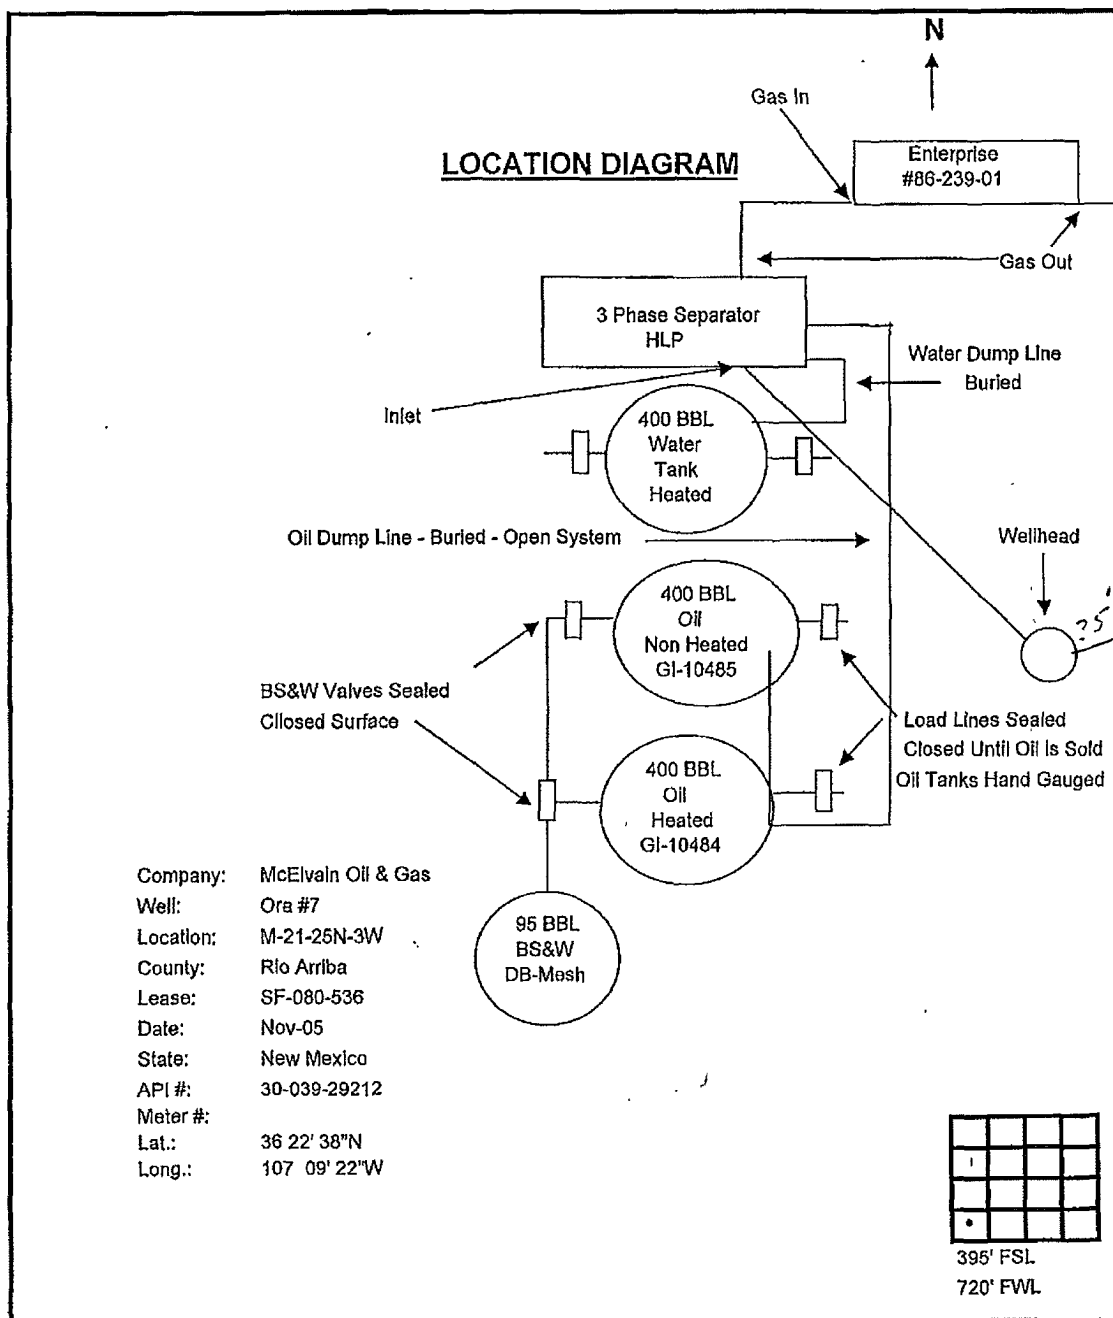 N
Gas In
LOCATION DIAGRAM
Enterprise
#86-239-01
Gas Out
3 Phase Separator
HLP
Water Dump Line
Buried
Inlet
400 BBL
Water
Tank
Heated
Oil Dump Line - Buried - Open System
Wellhead
25'
400 BBL
Oil
Non Heated
GI-10485
BS&W Valves Sealed
Cllosed Surface
Load Lines Sealed
Closed Until Oil Is Sold
Oil Tanks Hand Gauged
400 BBL
Oil
Heated
GI-10484
Company: McElvain Oil & Gas
Well: Ora #7
Location: M-21-25N-3W
County: Rio Arriba
Lease: SF-080-536
Date: Nov-05
State: New Mexico
API #: 30-039-29212
Meter #:
Lat.: 36 22' 38"N
Long.: 107 09' 22"W
95 BBL
BS&W
DB-Mesh
395' FSL
720' FWL